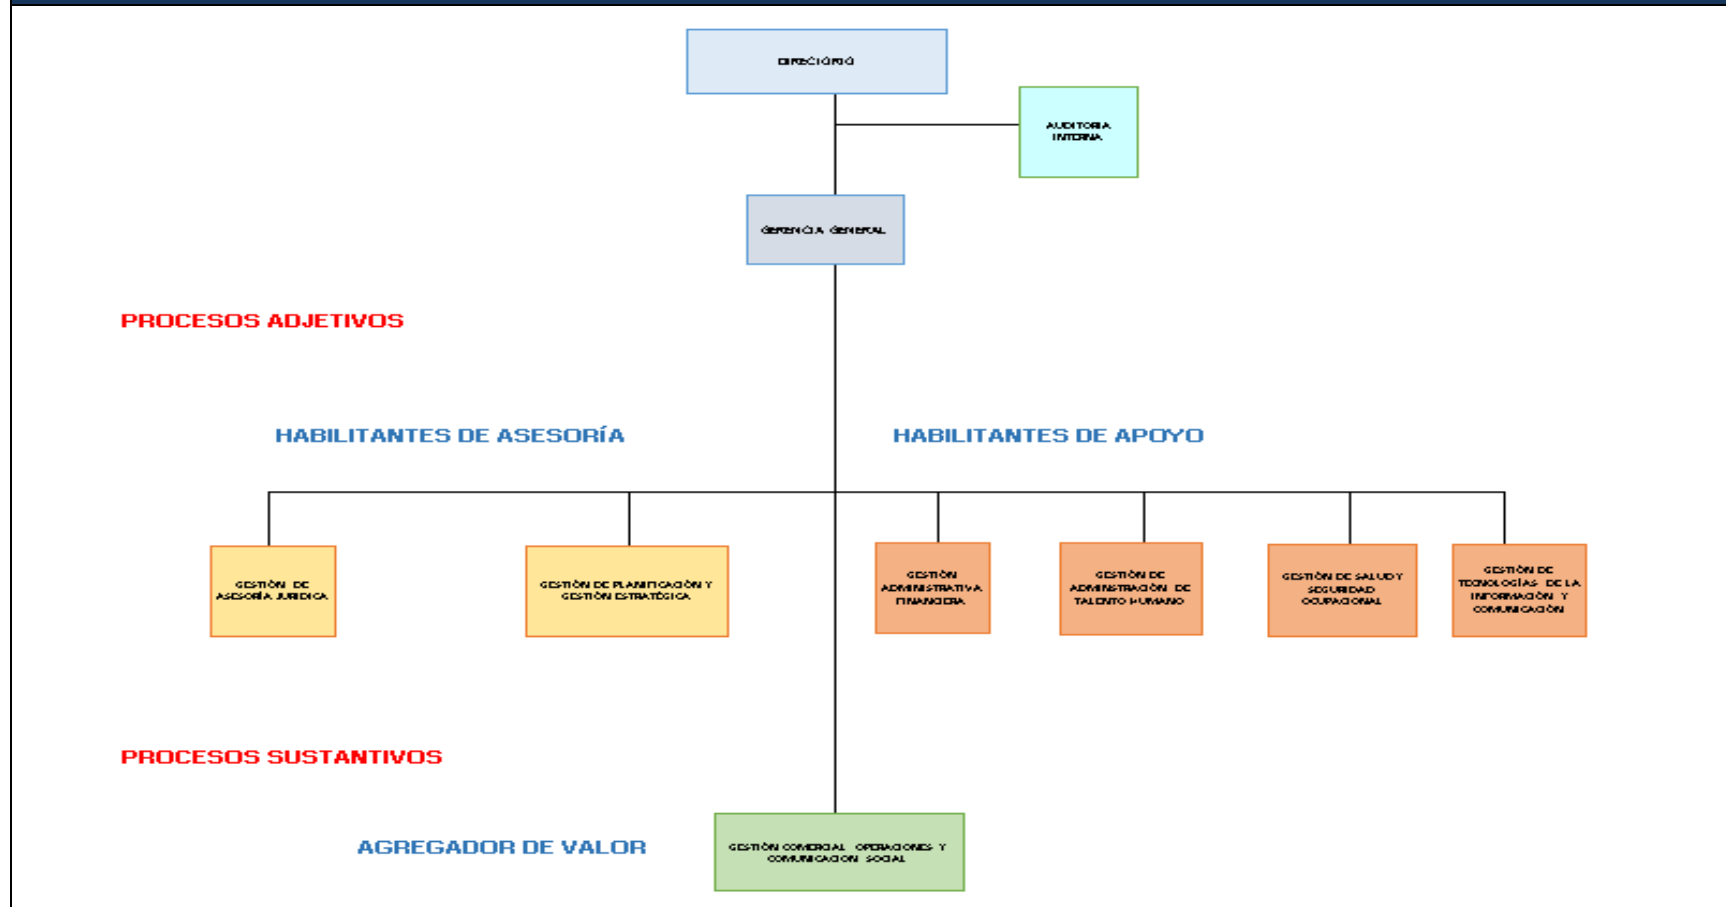 DIRECTORIO
AUDITORIA
INTERNA
GERENCIA GENERAL
PROCESOS ADJETIVOS
HABILITANTES DE ASESORÍA
HABILITANTES DE APOYO
GESTIÓN DE
ASESORÍA JURIDICA
GESTIÓN DE PLANIFICACIÓN Y
GESTIÓN ESTRATÉGICA
GESTIÓN
ADMINISTRATIVA
FINANCIERA
GESTIÓN DE
ADMINISTRACIÓN DE
TALENTO HUMANO
GESTIÓN DE SALUD Y
SEGURIDAD
OCUPACIONAL
GESTIÓN DE
TECNOLOGÍAS DE LA
INFORMACIÓN Y
COMUNICACIÓN
PROCESOS SUSTANTIVOS
AGREGADOR DE VALOR
GESTIÓN COMERCIAL OPERACIONES Y
COMUNICACION SOCIAL